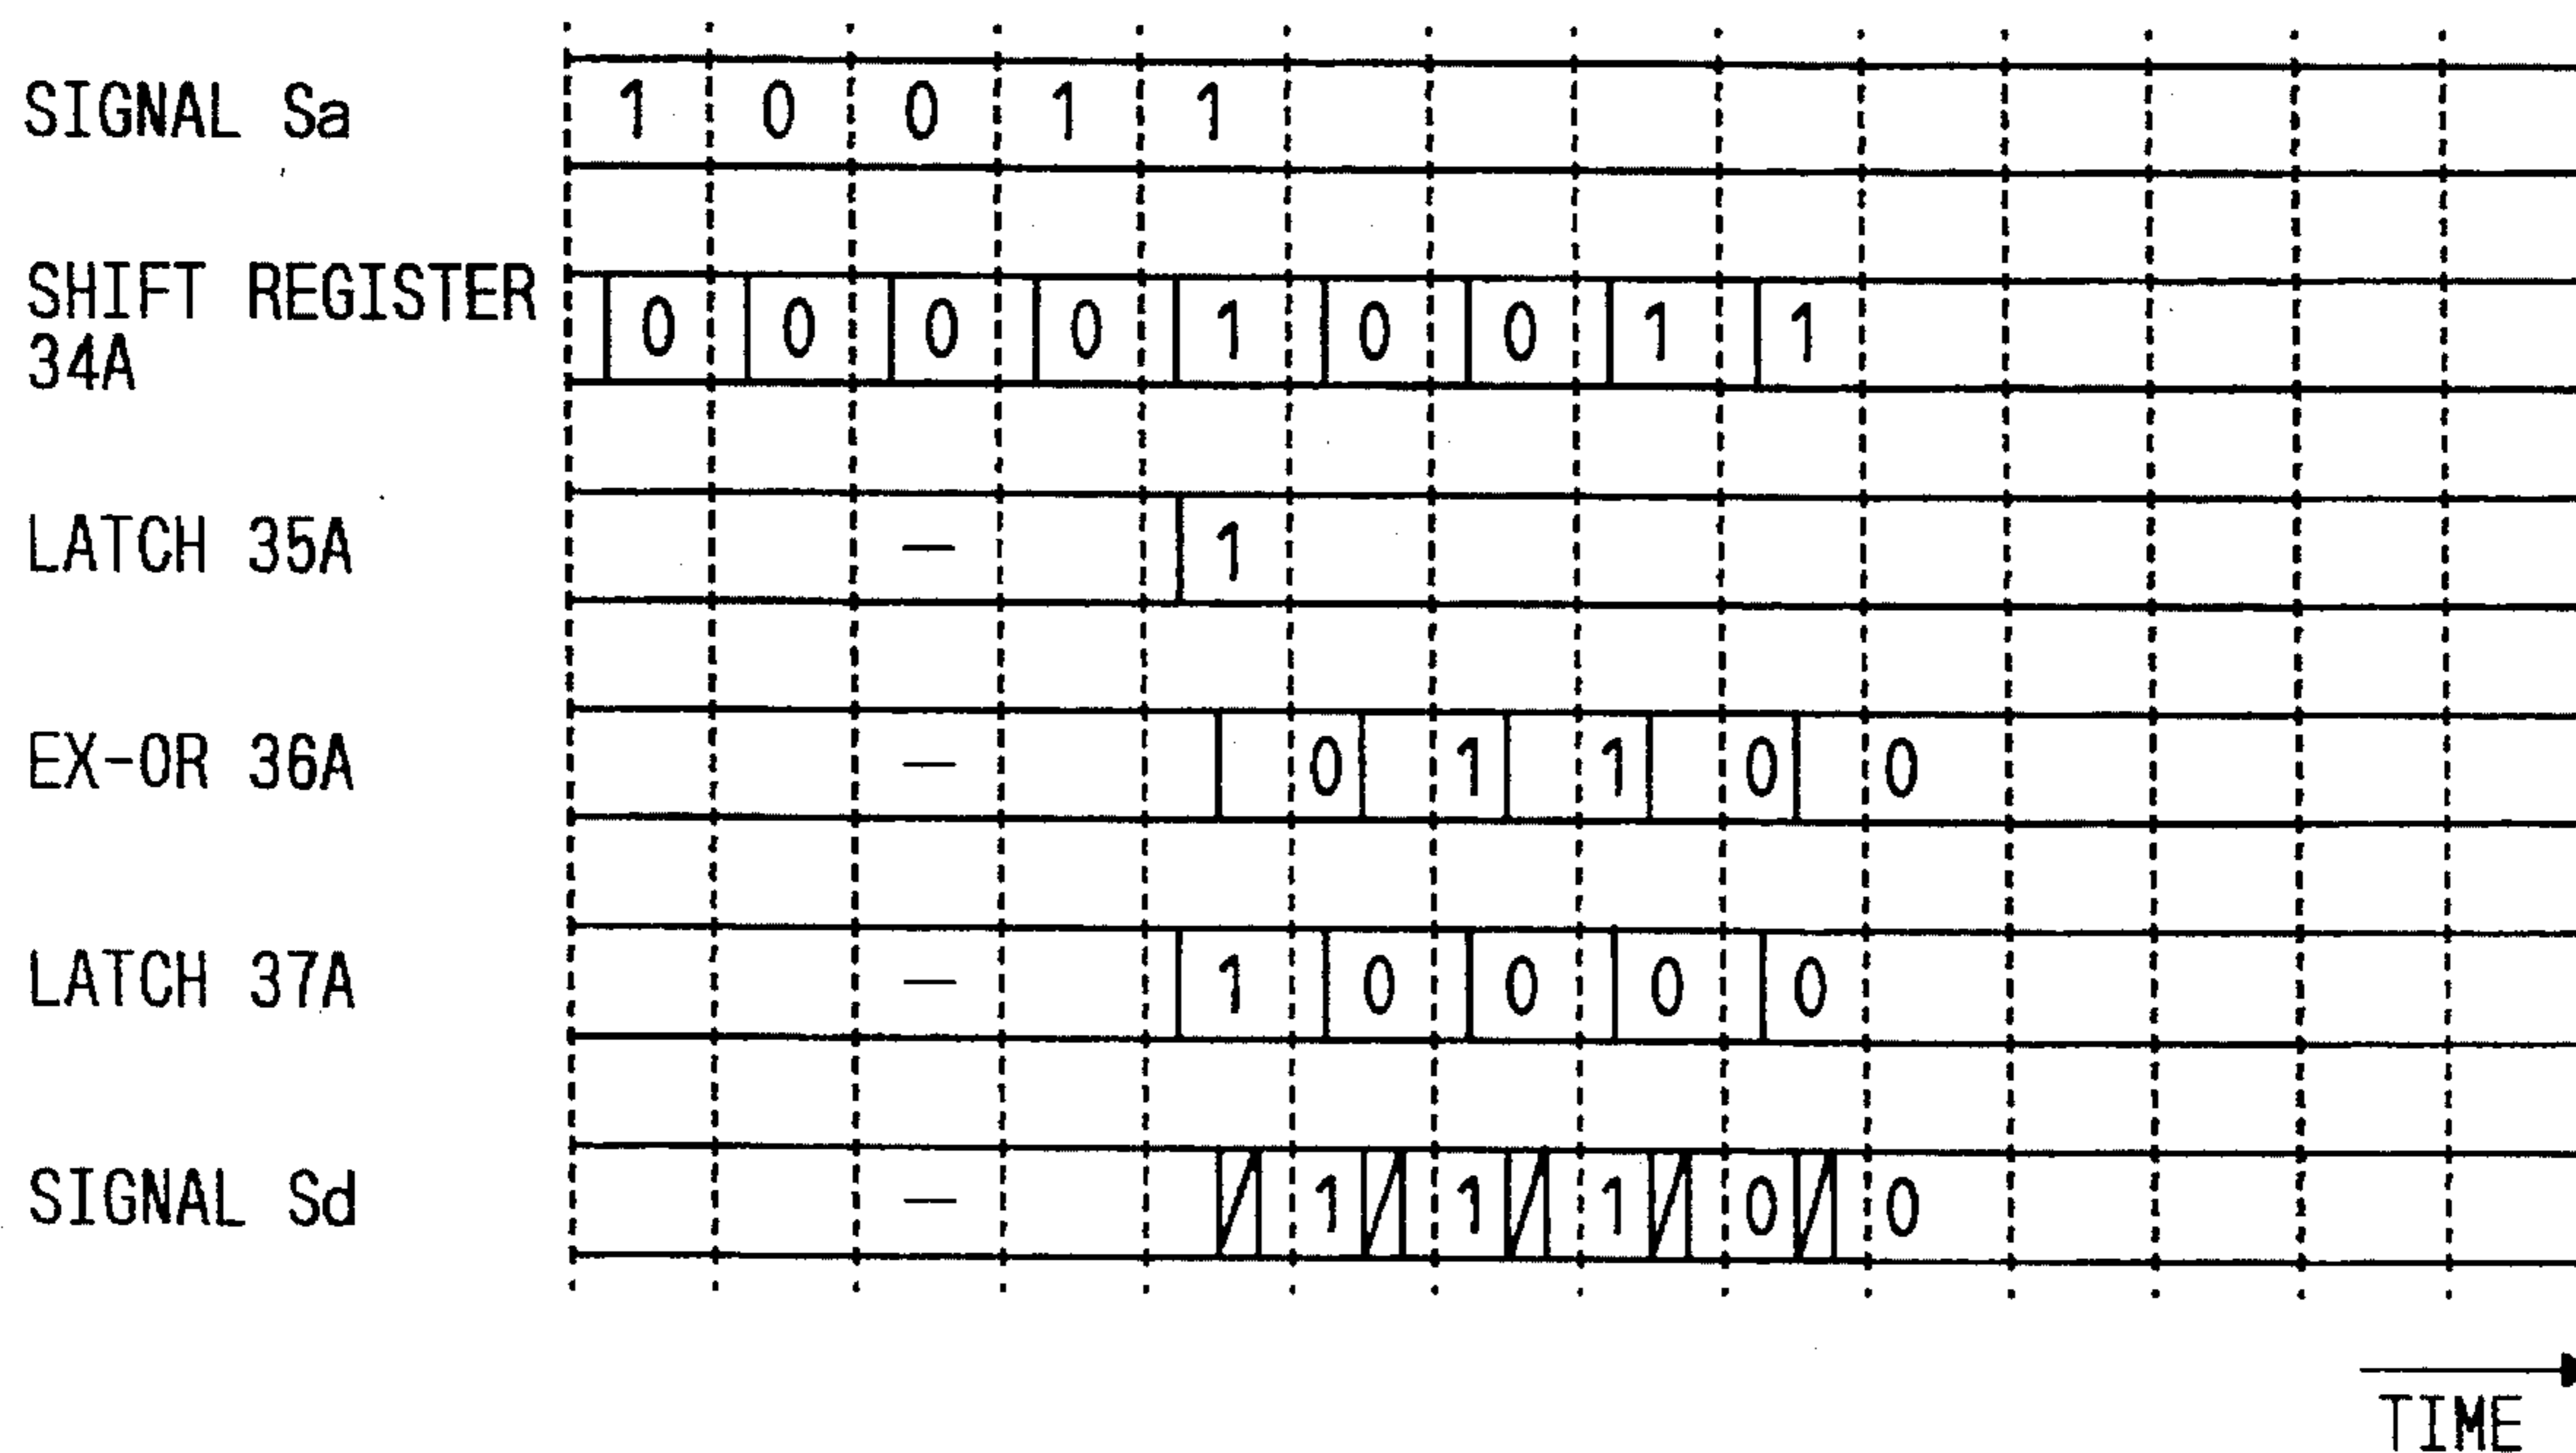 SIGNAL Sa 1 0 0 1 1
SHIFT REGISTER
34A
0 0 0 0 1 0 0 1 1
LATCH 35A — 1
EX-OR 36A — 0 1 1 0 0
LATCH 37A — 1 0 0 0 0
SIGNAL Sd — 1 1 1 0 0
TIME